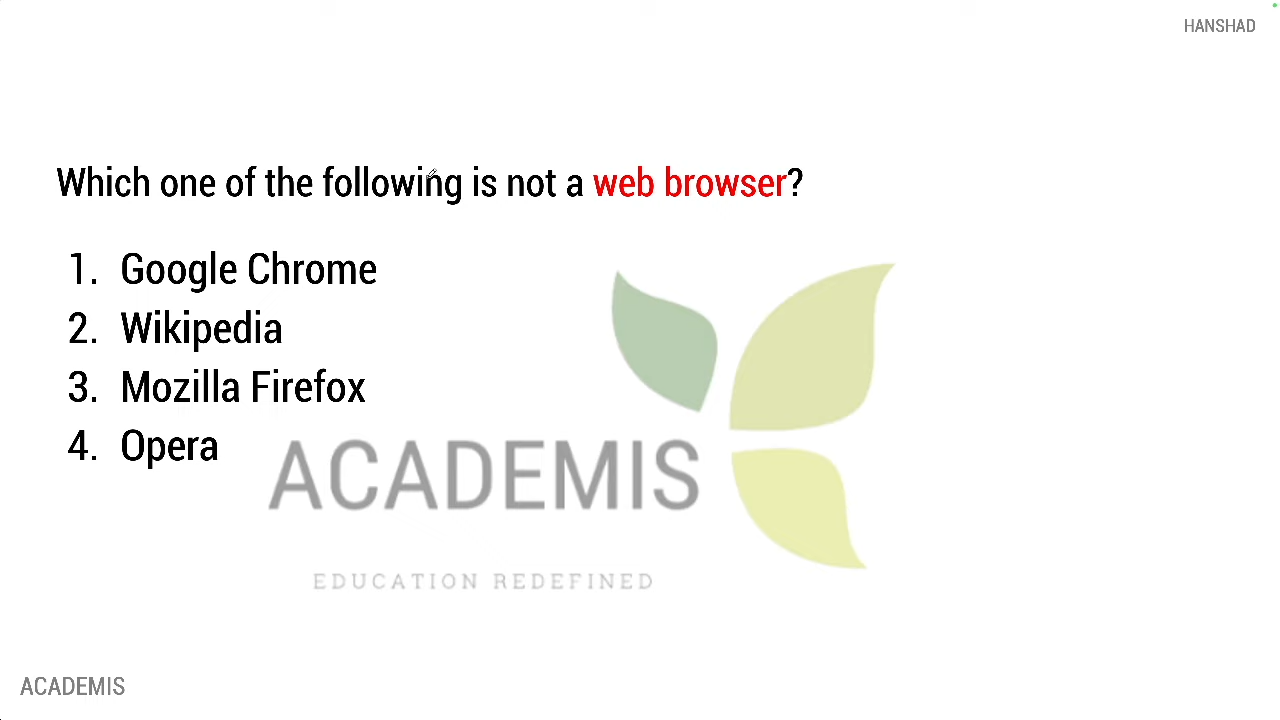 HANSHAD
Which one of the following is not a web browser?
1. Google Chrome
2. Wikipedia
3. Mozilla Firefox
4. Opera
ACADEMIS
EDUCATION REDEFINED
ACADEMIS